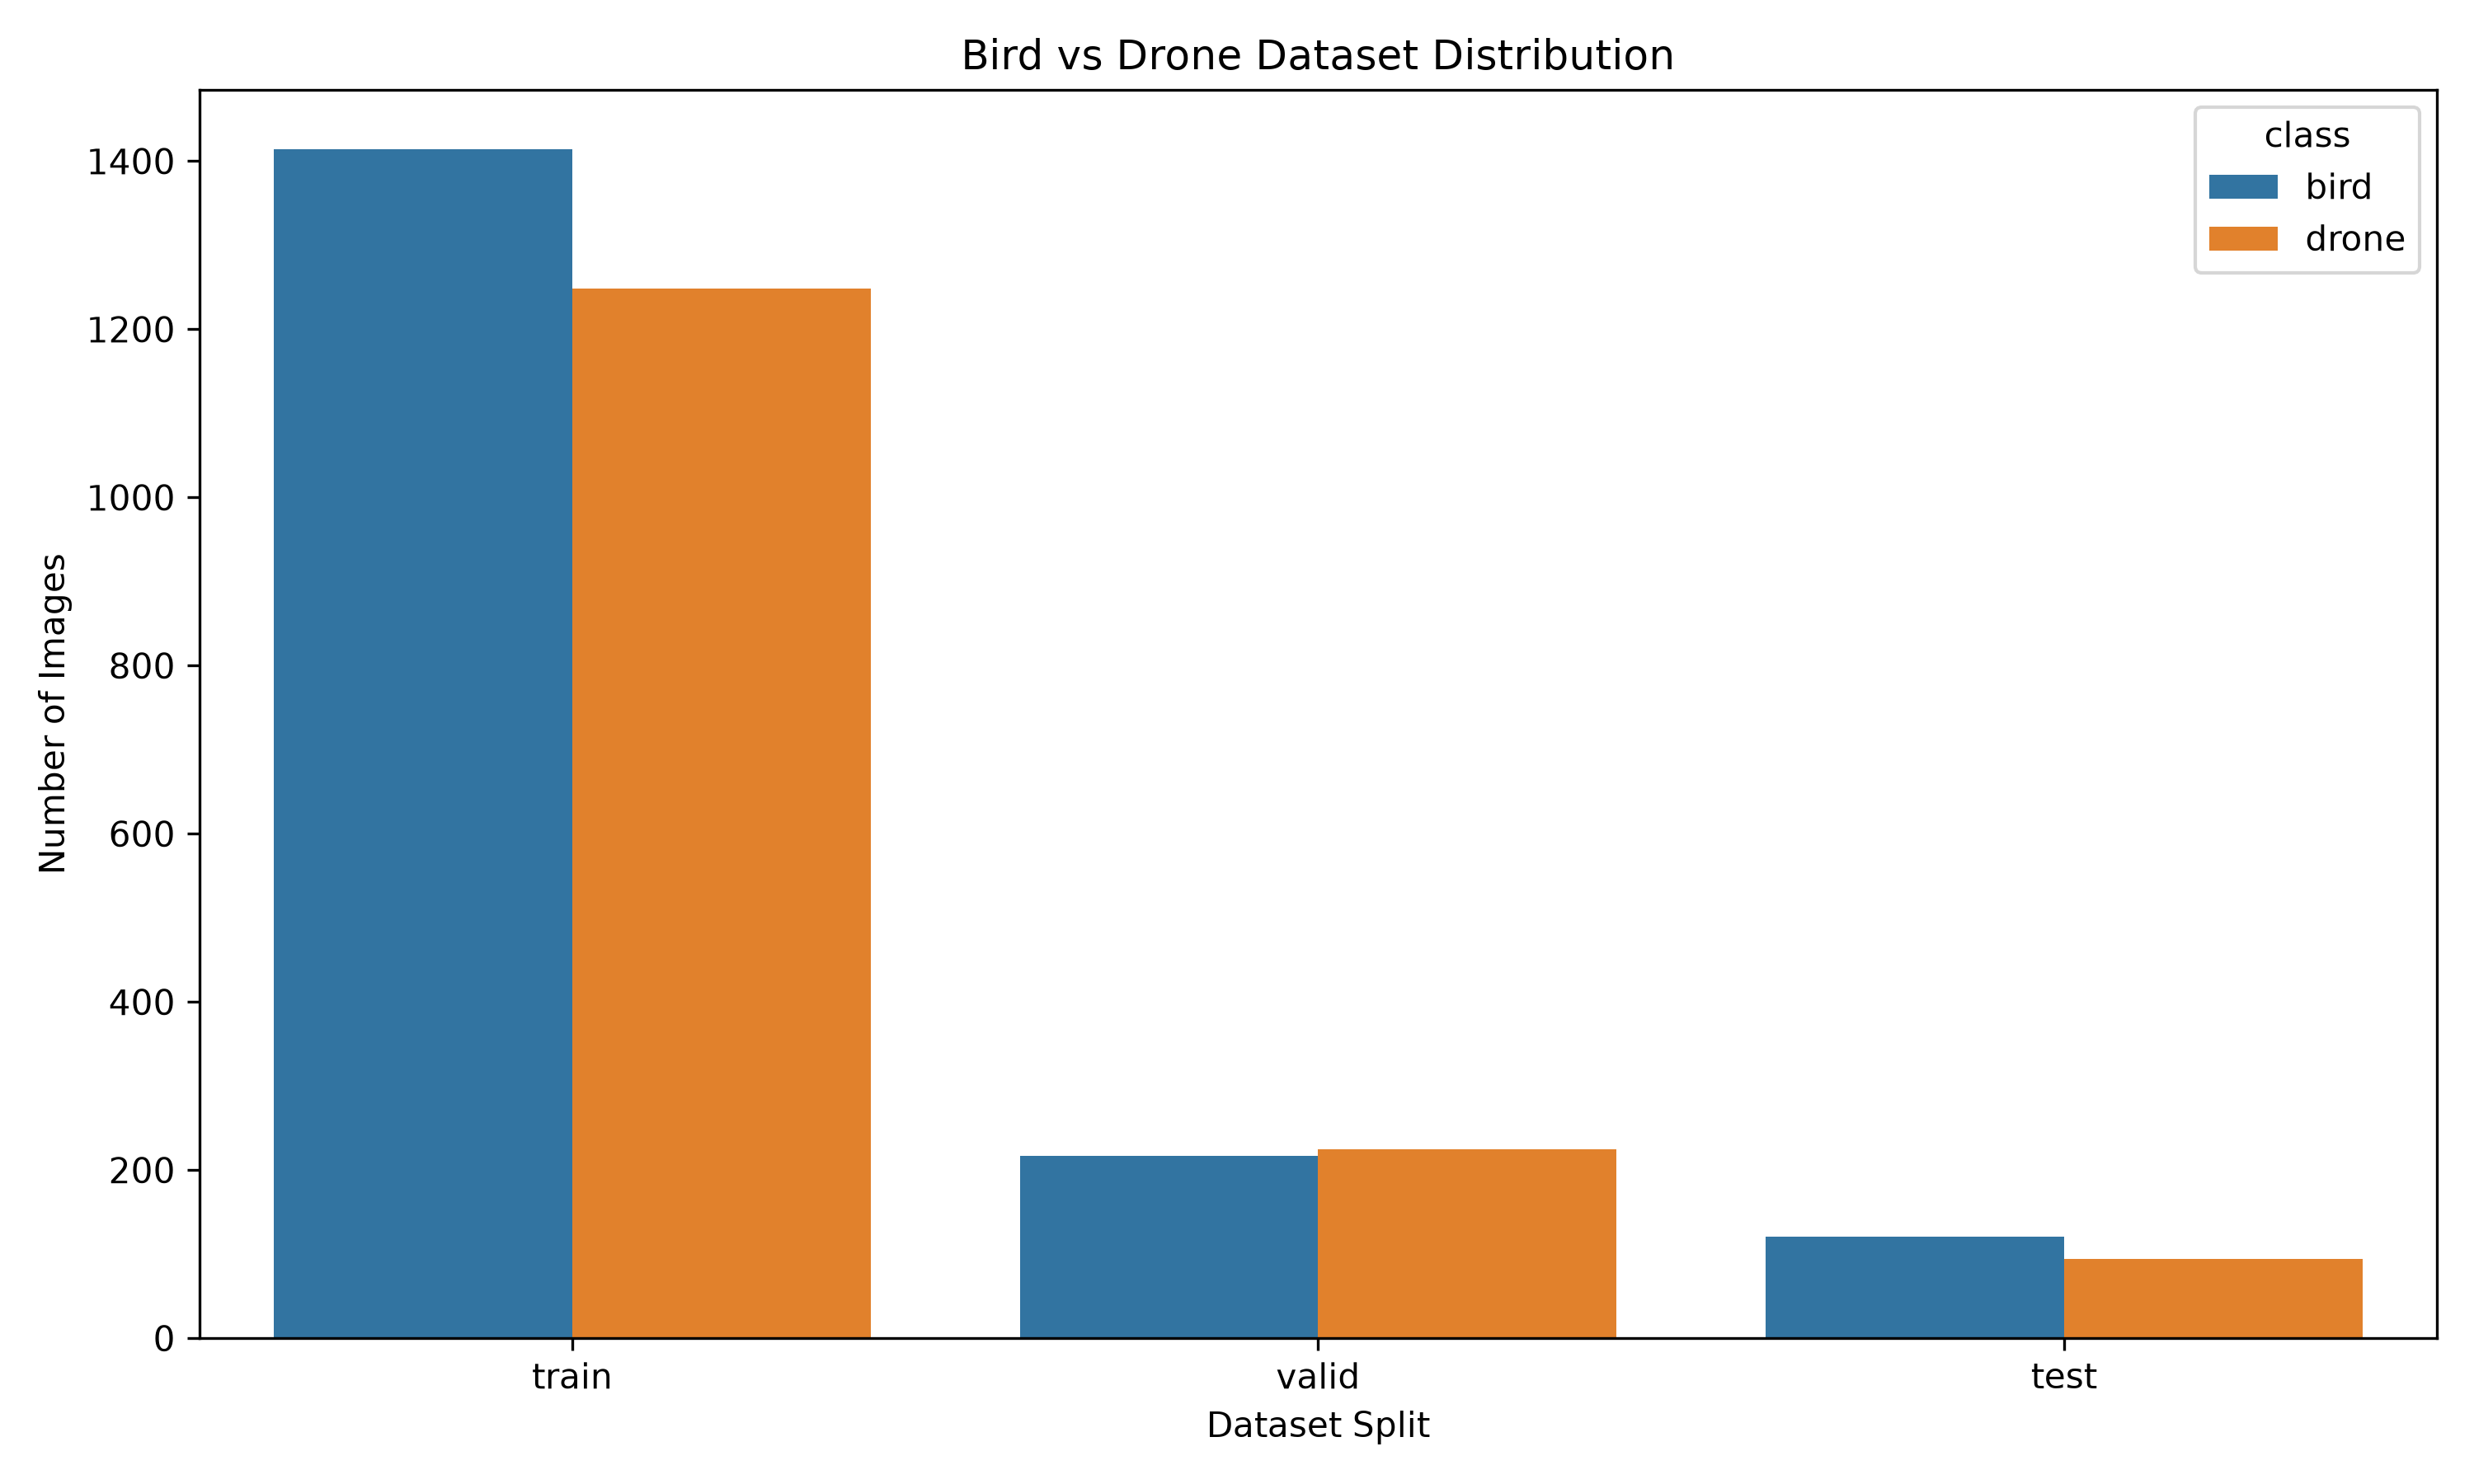 Bird vs Drone Dataset Distribution
class
bird
drone
Number of Images
1400
1200
1000
800
600
400
200
0
train
valid
test
Dataset Split